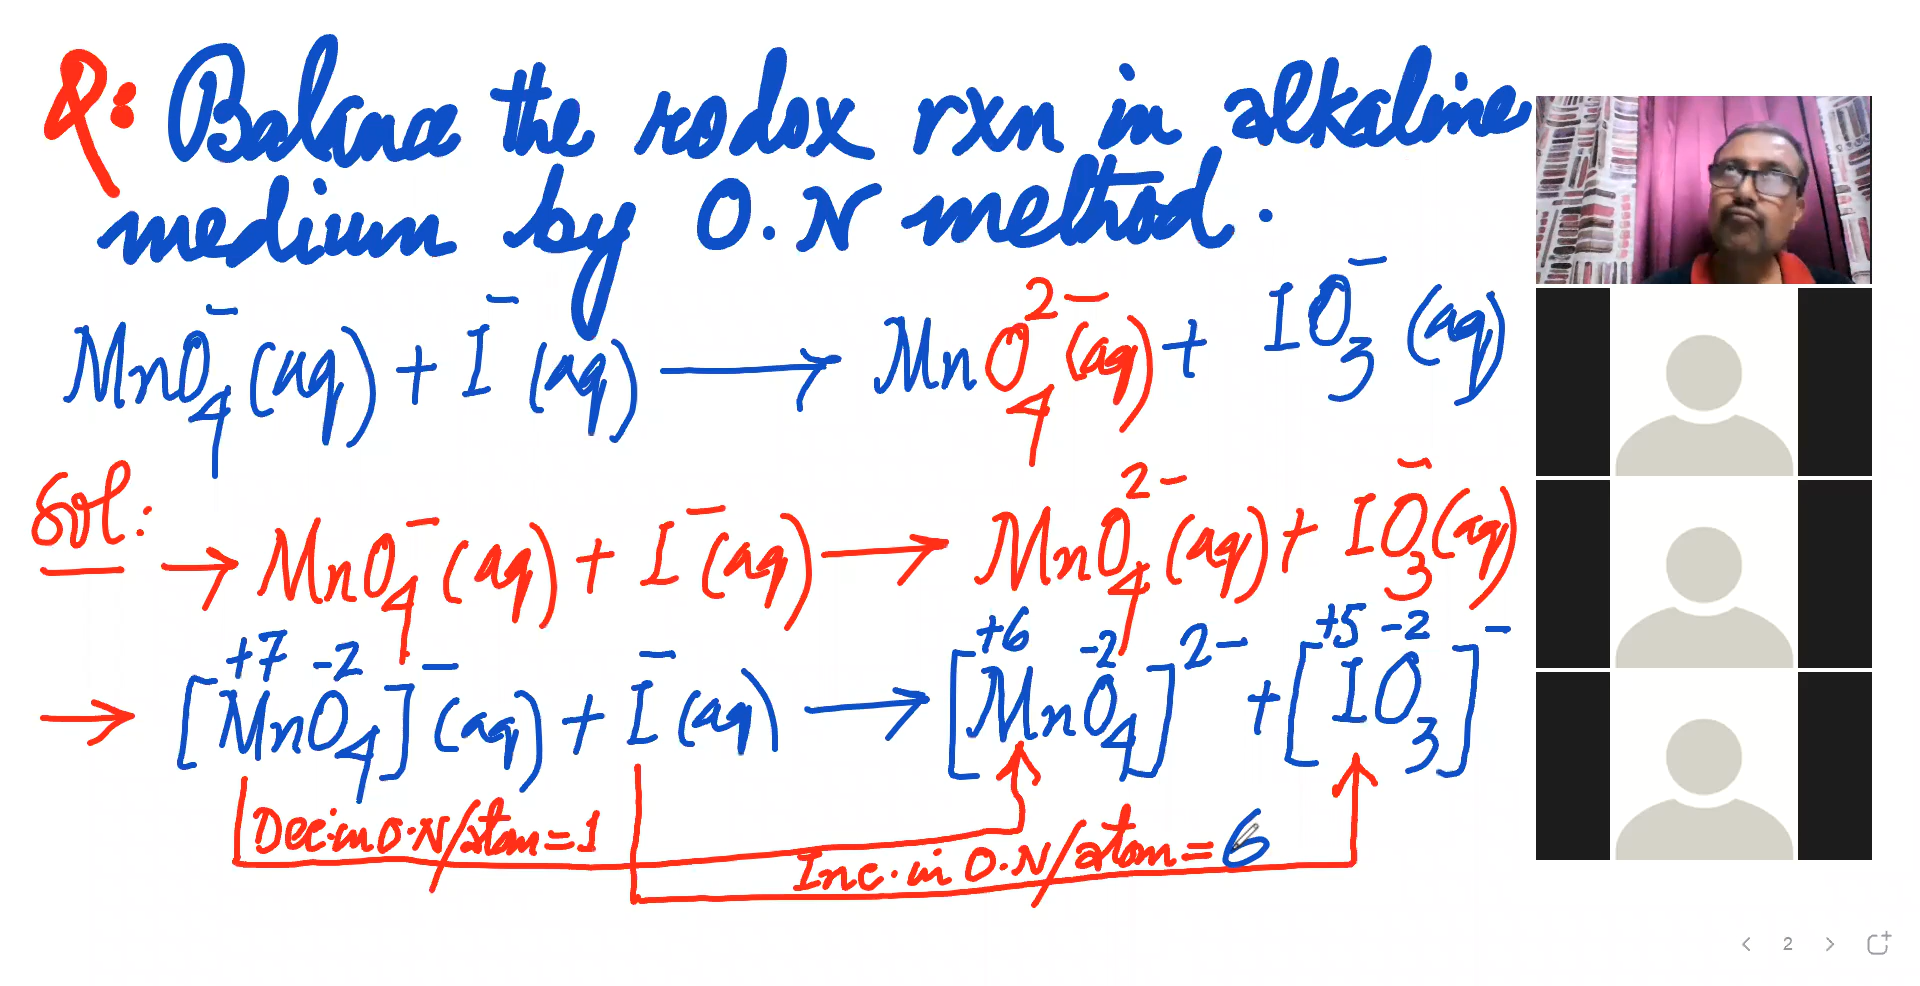 Q: Balance the rodox rxn in alkaline
medium by O.N method.
MnO₄⁻(aq) + I⁻(aq) ⟶ MnO₄²⁻(aq) + IO₃⁻(aq)
Sol:
→ MnO₄⁻(aq) + I⁻(aq) ⟶ MnO₄²⁻(aq) + IO₃⁻(aq)
+7 -2 +6 -2 +5 -2
→ [MnO₄]⁻(aq) + I⁻(aq) ⟶ [MnO₄]²⁻ + [IO₃]⁻
Dec·in O·N/atom = 1
Inc·in O·N/atom = 6
2